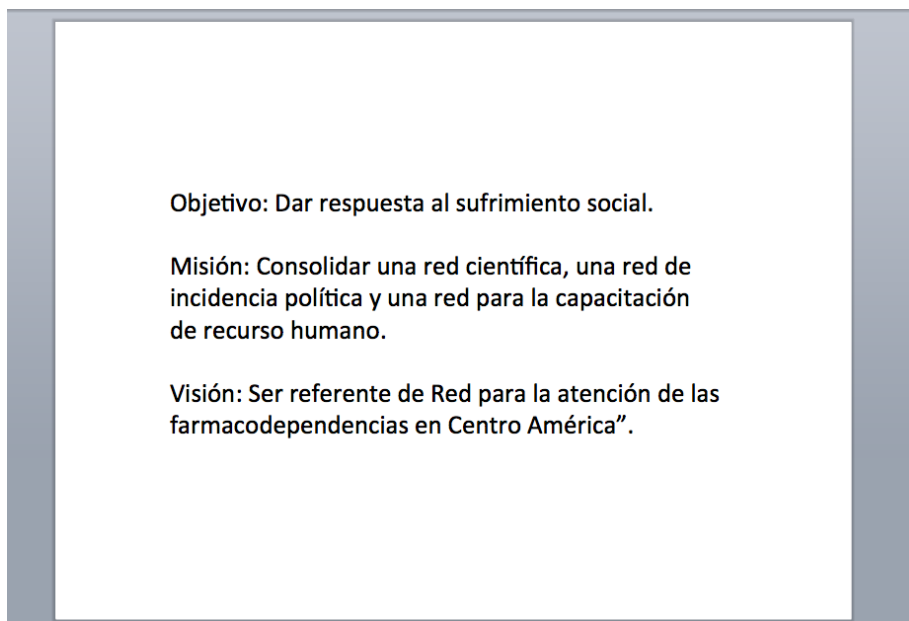 Objetivo: Dar respuesta al sufrimiento social.
Misión: Consolidar una red científica, una red de
incidencia política y una red para la capacitación
de recurso humano.
Visión: Ser referente de Red para la atención de las
farmacodependencias en Centro América”.